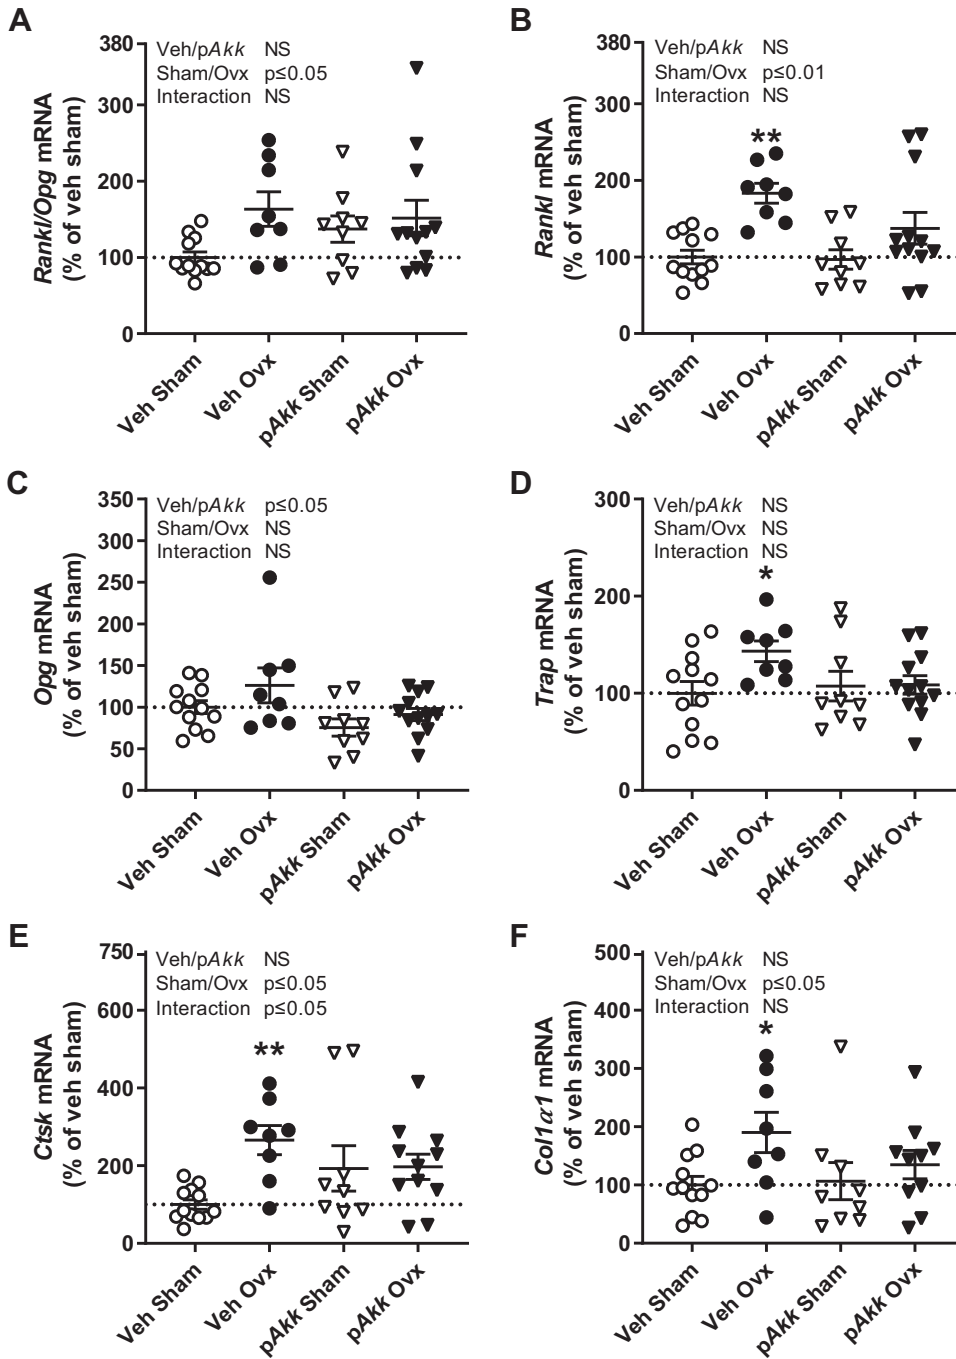 A
Rankl/Opg mRNA
(% of veh sham)
380
300
200
100
0
Veh/pAkk NS
Sham/Ovx p≤0.05
Interaction NS
Veh Sham
Veh Ovx
pAkk Sham
pAkk Ovx
B
Rankl mRNA
(% of veh sham)
380
300
200
100
0
Veh/pAkk NS
Sham/Ovx p≤0.01
Interaction NS
**
Veh Sham
Veh Ovx
pAkk Sham
pAkk Ovx
C
Opg mRNA
(% of veh sham)
350
300
250
200
150
100
50
0
Veh/pAkk p≤0.05
Sham/Ovx NS
Interaction NS
Veh Sham
Veh Ovx
pAkk Sham
pAkk Ovx
D
Trap mRNA
(% of veh sham)
300
200
100
0
Veh/pAkk NS
Sham/Ovx NS
Interaction NS
*
Veh Sham
Veh Ovx
pAkk Sham
pAkk Ovx
E
Ctsk mRNA
(% of veh sham)
750
600
400
200
0
Veh/pAkk NS
Sham/Ovx p≤0.05
Interaction p≤0.05
**
Veh Sham
Veh Ovx
pAkk Sham
pAkk Ovx
F
Col1α1 mRNA
(% of veh sham)
500
400
300
200
100
0
Veh/pAkk NS
Sham/Ovx p≤0.05
Interaction NS
*
Veh Sham
Veh Ovx
pAkk Sham
pAkk Ovx